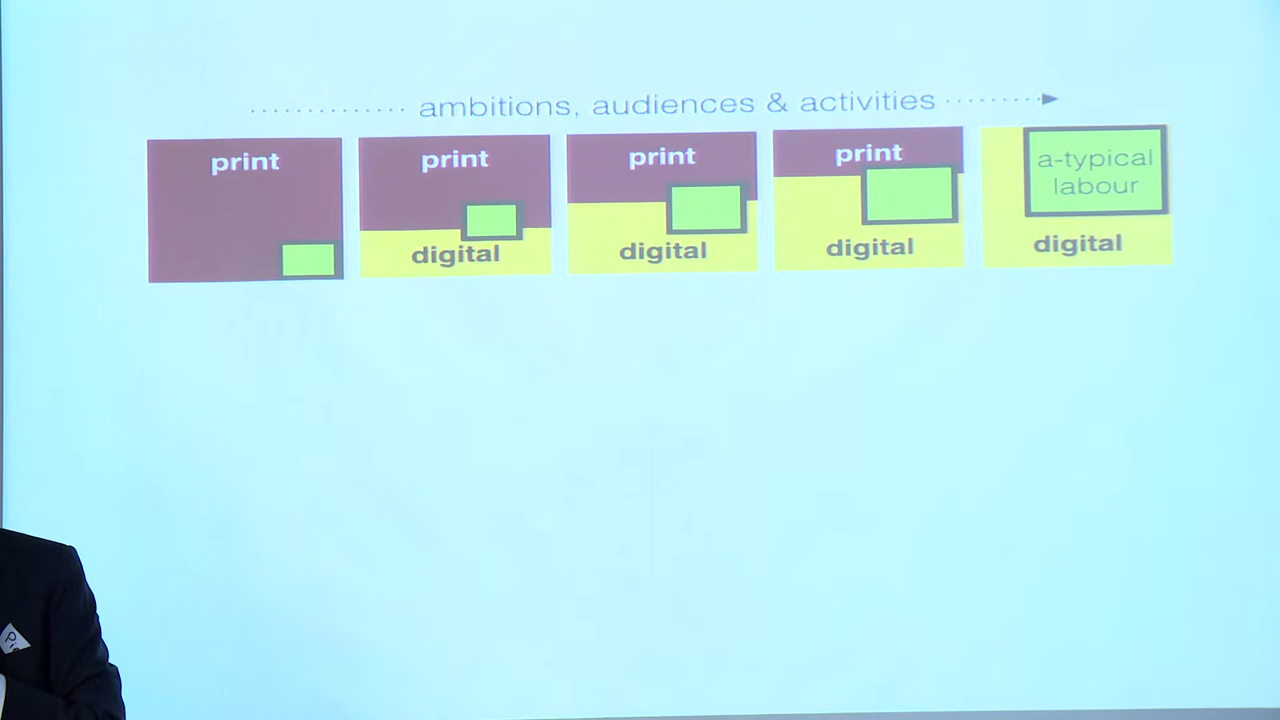 ambitions, audiences & activities
print
print
digital
print
digital
print
digital
a-typical
labour
digital